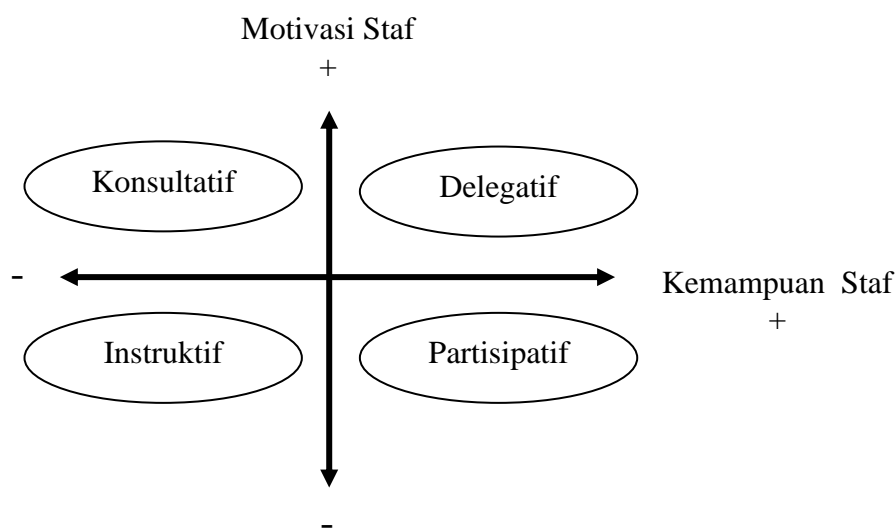 Motivasi Staf
+
Konsultatif
Delegatif
-
Kemampuan Staf
+
Instruktif
Partisipatif
-